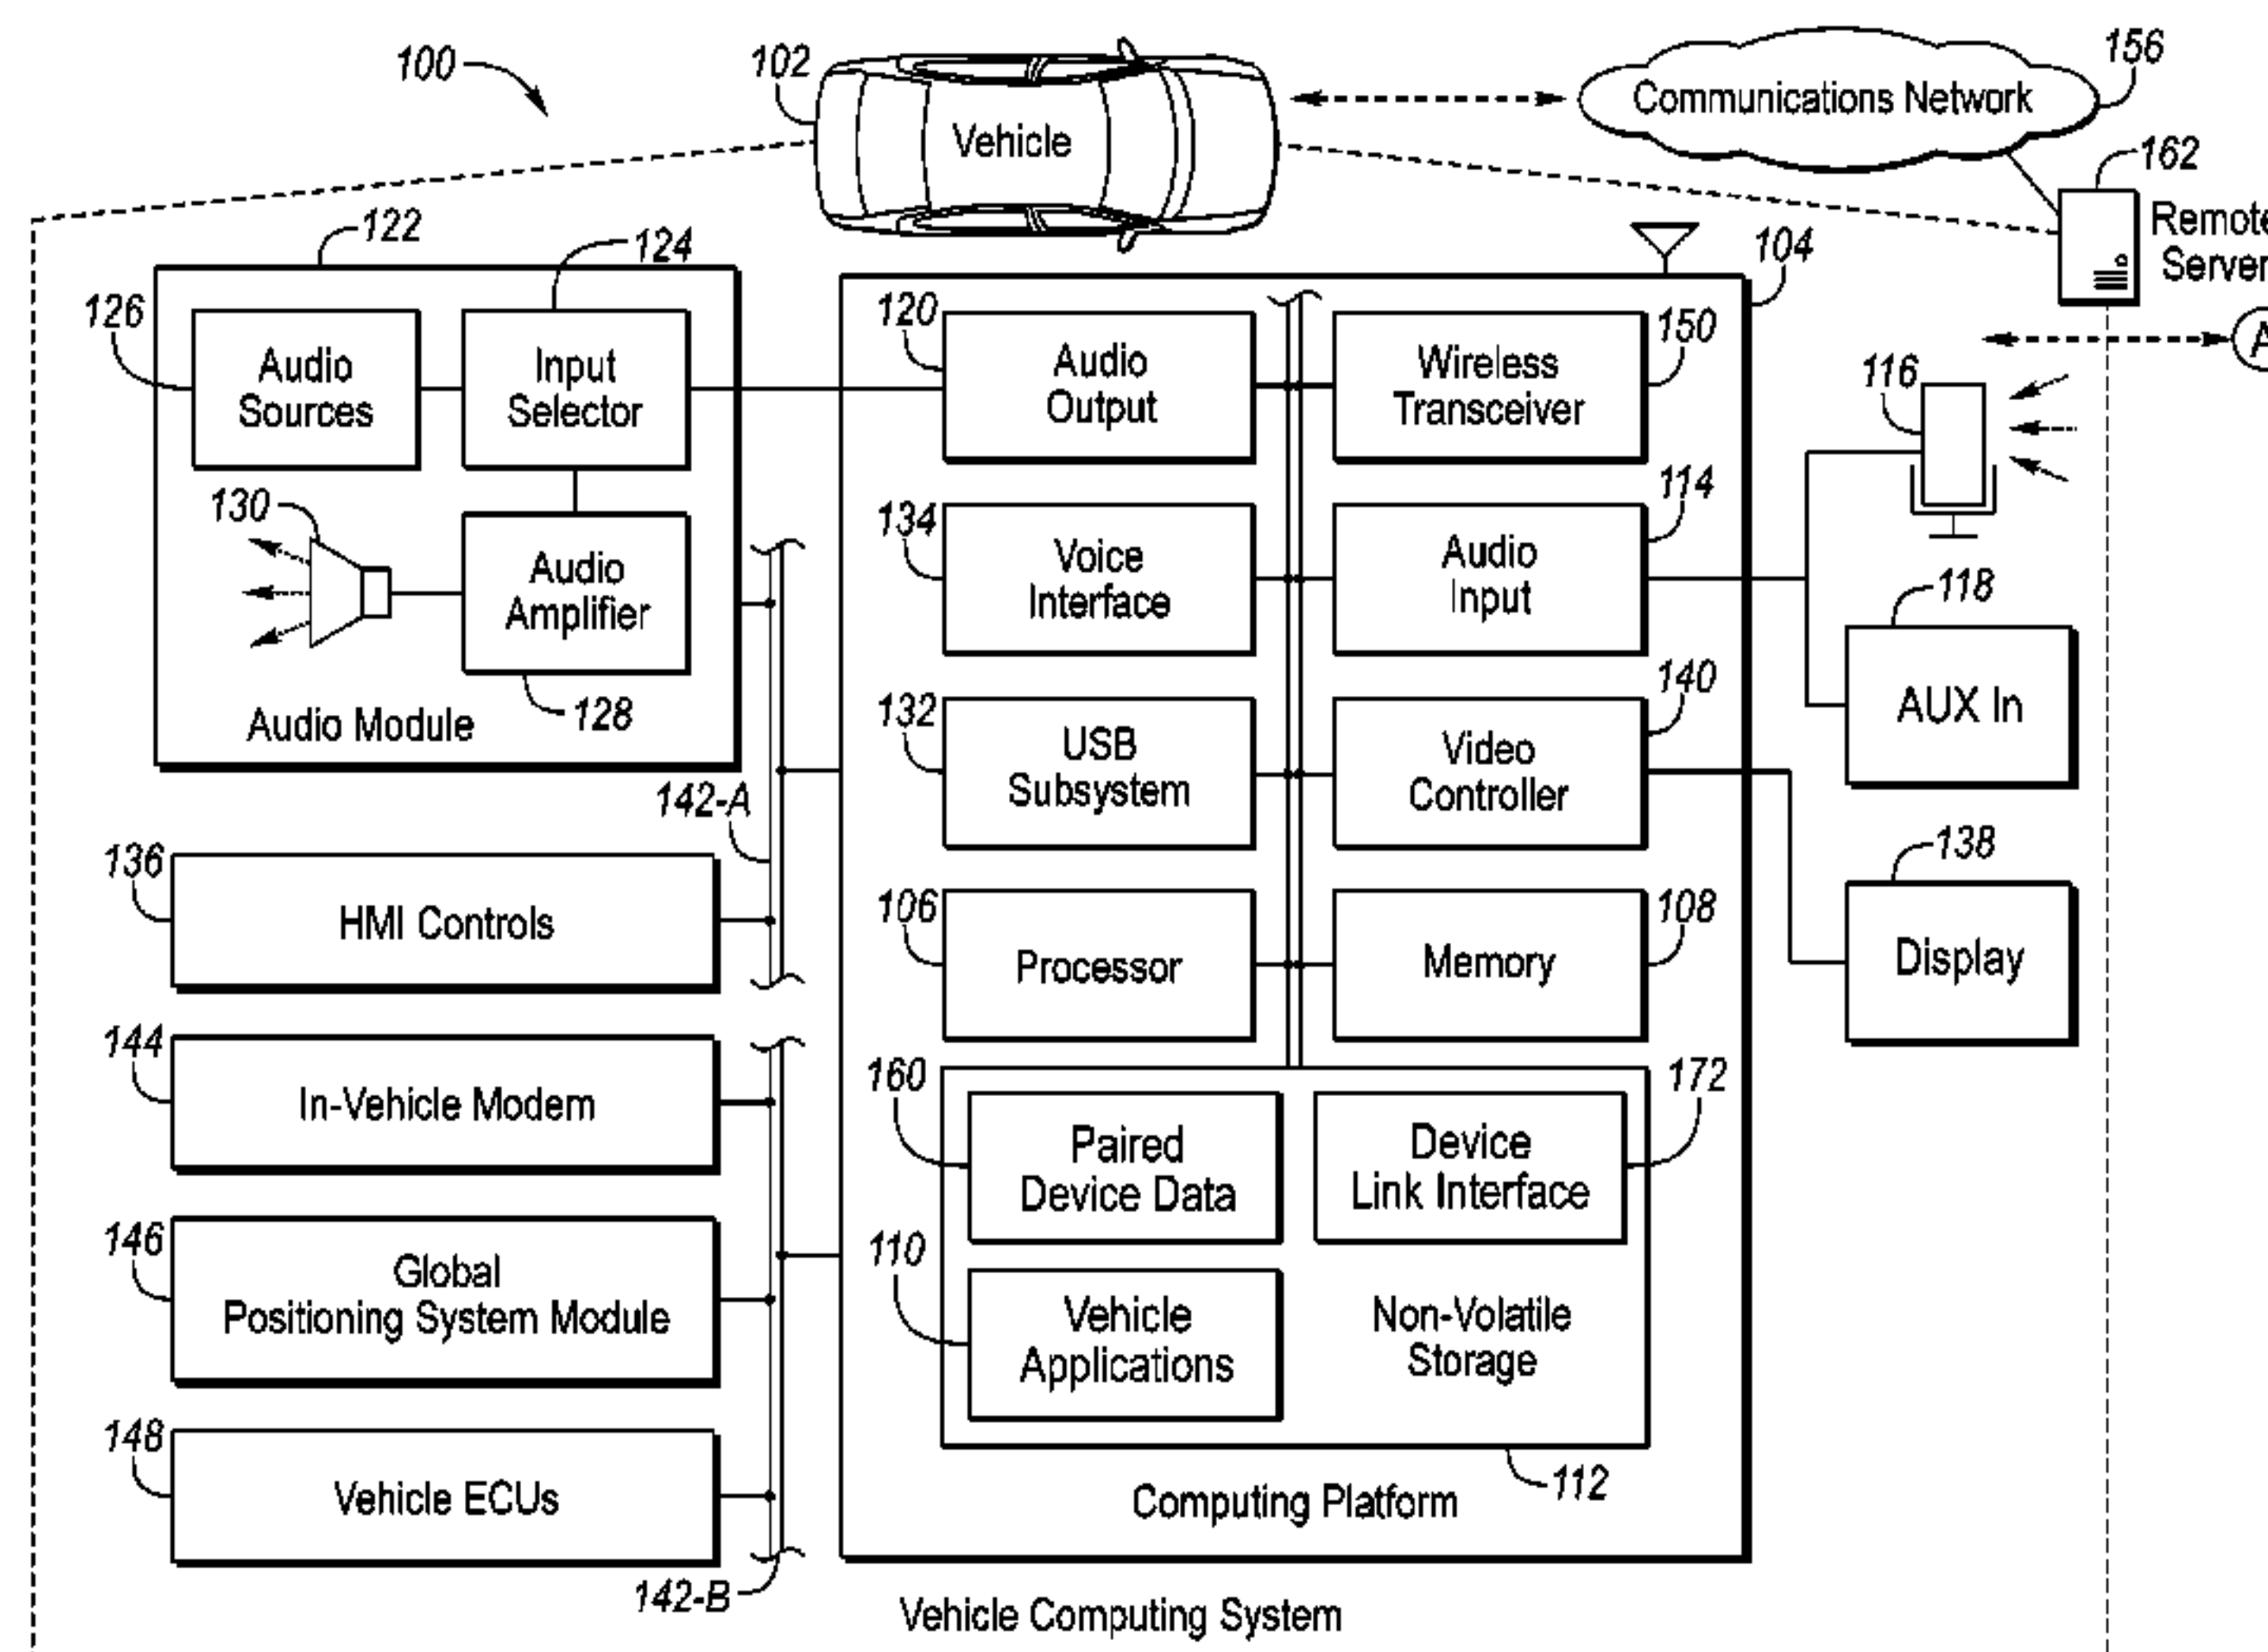 100
102
Vehicle
Communications Network
156
162
Remote
Server
122
124
126
Audio
Sources
Input
Selector
130
Audio
Amplifier
128
Audio Module
104
120
Audio
Output
150
Wireless
Transceiver
134
Voice
Interface
114
Audio
Input
132
USB
Subsystem
140
Video
Controller
106
Processor
108
Memory
160
Paired
Device Data
172
Device
Link Interface
110
Vehicle
Applications
Non-Volatile
Storage
112
Computing Platform
A
116
118
AUX In
138
Display
142-A
136
HMI Controls
144
In-Vehicle Modem
146
Global
Positioning System Module
148
Vehicle ECUs
142-B
Vehicle Computing System